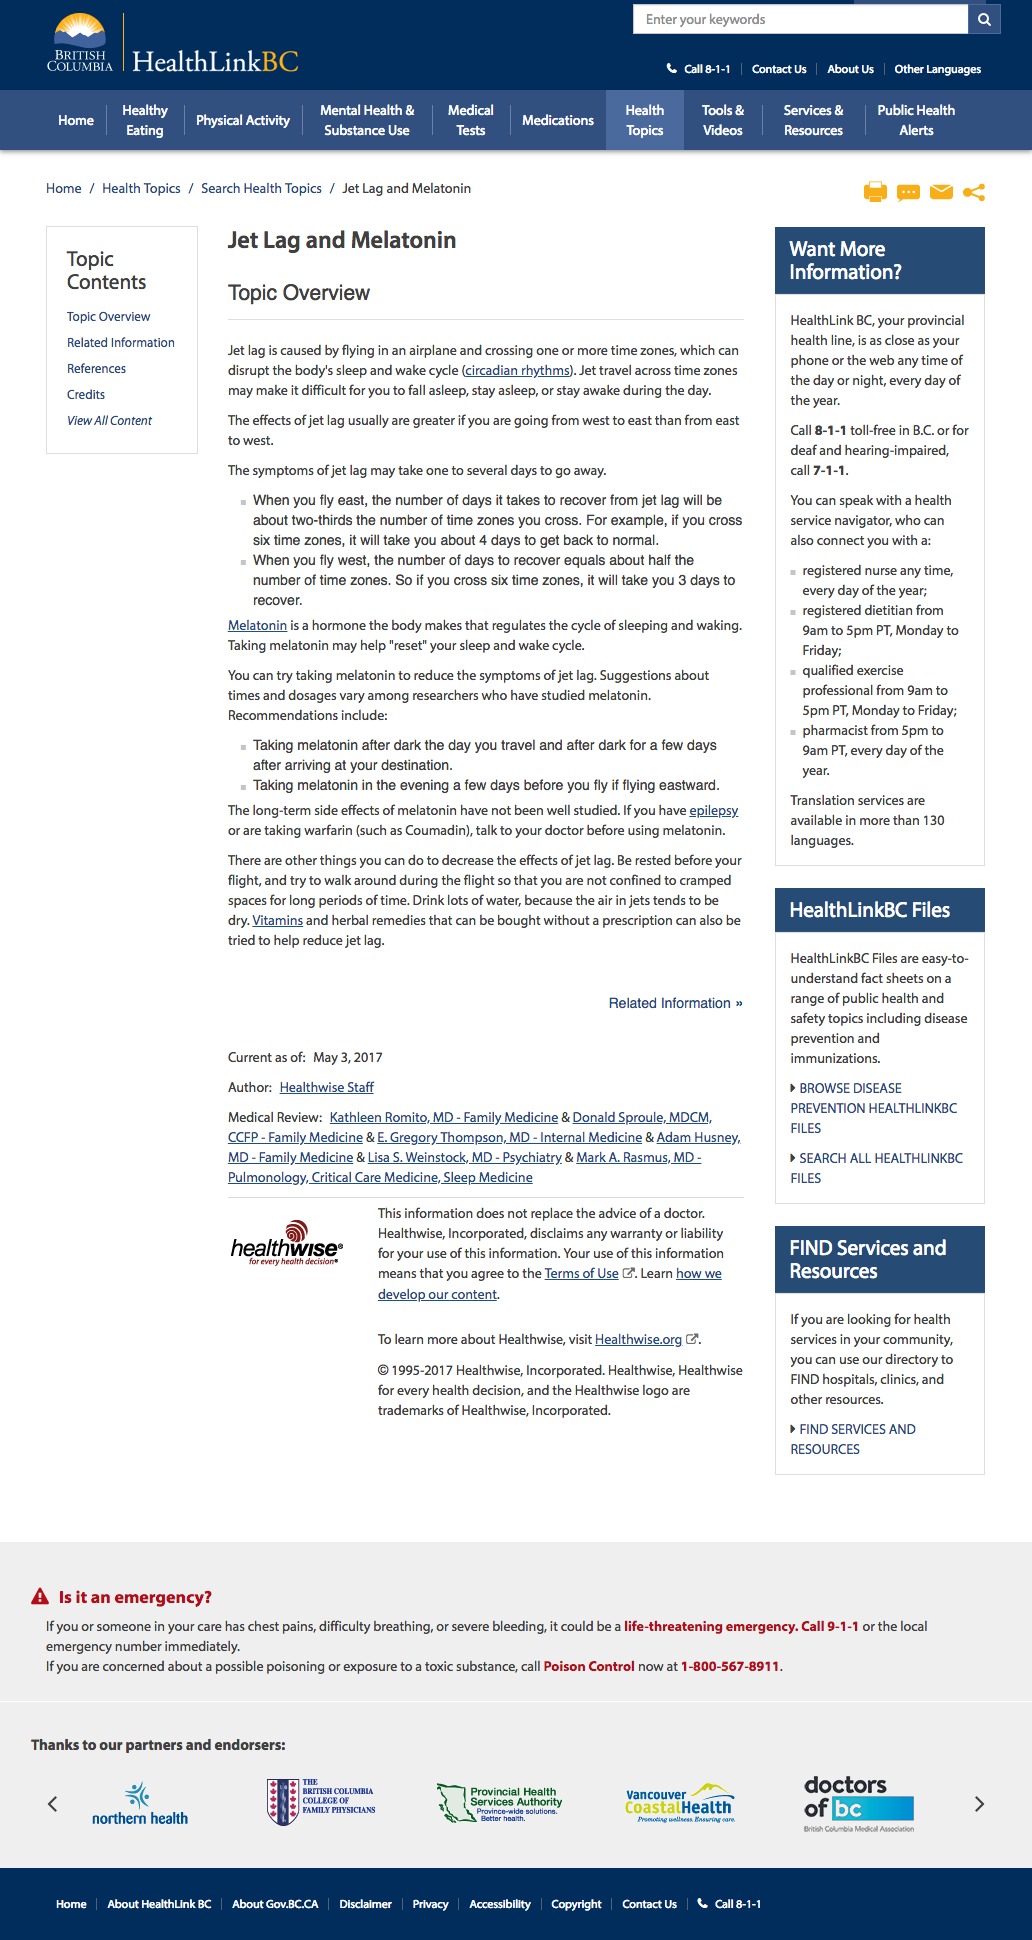 Enter your keywords
BRITISH
COLUMBIA
HealthLinkBC
Call 8-1-1
Contact Us
About Us
Other Languages
Home
Healthy
Eating
Physical Activity
Mental Health &
Substance Use
Medical
Tests
Medications
Health
Topics
Tools &
Videos
Services &
Resources
Public Health
Alerts
Home / Health Topics / Search Health Topics / Jet Lag and Melatonin
Topic
Contents
Topic Overview
Related Information
References
Credits
View All Content
Jet Lag and Melatonin
Topic Overview
Jet lag is caused by flying in an airplane and crossing one or more time zones, which can
disrupt the body's sleep and wake cycle (circadian rhythms). Jet travel across time zones
may make it difficult for you to fall asleep, stay asleep, or stay awake during the day.
The effects of jet lag usually are greater if you are going from west to east than from east
to west.
The symptoms of jet lag may take one to several days to go away.
When you fly east, the number of days it takes to recover from jet lag will be
about two-thirds the number of time zones you cross. For example, if you cross
six time zones, it will take you about 4 days to get back to normal.
When you fly west, the number of days to recover equals about half the
number of time zones. So if you cross six time zones, it will take you 3 days to
recover.
Melatonin is a hormone the body makes that regulates the cycle of sleeping and waking.
Taking melatonin may help "reset" your sleep and wake cycle.
You can try taking melatonin to reduce the symptoms of jet lag. Suggestions about
times and dosages vary among researchers who have studied melatonin.
Recommendations include:
Taking melatonin after dark the day you travel and after dark for a few days
after arriving at your destination.
Taking melatonin in the evening a few days before you fly if flying eastward.
The long-term side effects of melatonin have not been well studied. If you have epilepsy
or are taking warfarin (such as Coumadin), talk to your doctor before using melatonin.
There are other things you can do to decrease the effects of jet lag. Be rested before your
flight, and try to walk around during the flight so that you are not confined to cramped
spaces for long periods of time. Drink lots of water, because the air in jets tends to be
dry. Vitamins and herbal remedies that can be bought without a prescription can also be
tried to help reduce jet lag.
Related Information »
Current as of: May 3, 2017
Author: Healthwise Staff
Medical Review: Kathleen Romito, MD - Family Medicine & Donald Sproule, MDCM,
CCFP - Family Medicine & E. Gregory Thompson, MD - Internal Medicine & Adam Husney,
MD - Family Medicine & Lisa S. Weinstock, MD - Psychiatry & Mark A. Rasmus, MD -
Pulmonology, Critical Care Medicine, Sleep Medicine
healthwise®
for every health decision®
This information does not replace the advice of a doctor.
Healthwise, Incorporated, disclaims any warranty or liability
for your use of this information. Your use of this information
means that you agree to the Terms of Use. Learn how we
develop our content.
To learn more about Healthwise, visit Healthwise.org.
© 1995-2017 Healthwise, Incorporated. Healthwise, Healthwise
for every health decision, and the Healthwise logo are
trademarks of Healthwise, Incorporated.
Want More
Information?
HealthLink BC, your provincial
health line, is as close as your
phone or the web any time of
the day or night, every day of
the year.
Call 8-1-1 toll-free in B.C. or for
deaf and hearing-impaired,
call 7-1-1.
You can speak with a health
service navigator, who can
also connect you with a:
registered nurse any time,
every day of the year;
registered dietitian from
9am to 5pm PT, Monday to
Friday;
qualified exercise
professional from 9am to
5pm PT, Monday to Friday;
pharmacist from 5pm to
9am PT, every day of the
year.
Translation services are
available in more than 130
languages.
HealthLinkBC Files
HealthLinkBC Files are easy-to-
understand fact sheets on a
range of public health and
safety topics including disease
prevention and
immunizations.
BROWSE DISEASE
PREVENTION HEALTHLINKBC
FILES
SEARCH ALL HEALTHLINKBC
FILES
FIND Services and
Resources
If you are looking for health
services in your community,
you can use our directory to
FIND hospitals, clinics, and
other resources.
FIND SERVICES AND
RESOURCES
Is it an emergency?
If you or someone in your care has chest pains, difficulty breathing, or severe bleeding, it could be a life-threatening emergency. Call 9-1-1 or the local
emergency number immediately.
If you are concerned about a possible poisoning or exposure to a toxic substance, call Poison Control now at 1-800-567-8911.
Thanks to our partners and endorsers:
northern health
THE
BRITISH COLUMBIA
COLLEGE OF
FAMILY PHYSICIANS
Provincial Health
Services Authority
Province-wide solutions.
Better health.
Vancouver
CoastalHealth
Promoting wellness. Ensuring care.
doctors
of bc
British Columbia Medical Association
Home
About HealthLink BC
About Gov.BC.CA
Disclaimer
Privacy
Accessibility
Copyright
Contact Us
Call 8-1-1